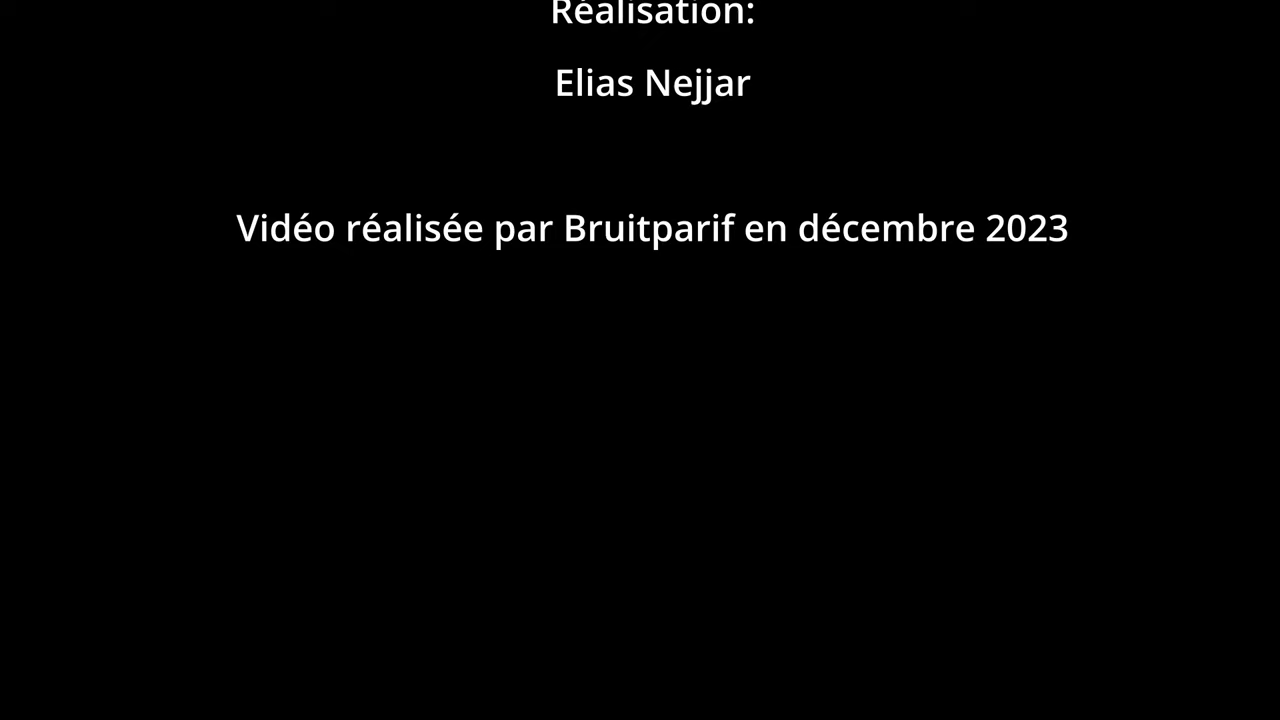 Réalisation:
Elias Nejjar
Vidéo réalisée par Bruitparif en décembre 2023